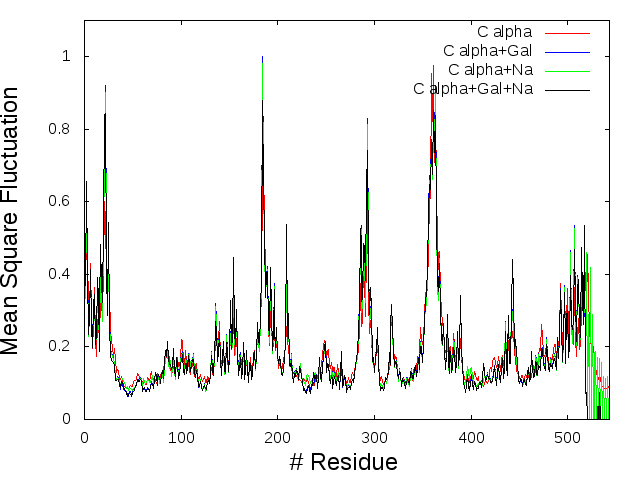 C alpha
C alpha+Gal
C alpha+Na
C alpha+Gal+Na
Mean Square Fluctuation
1
0.8
0.6
0.4
0.2
0
0 100 200 300 400 500
# Residue